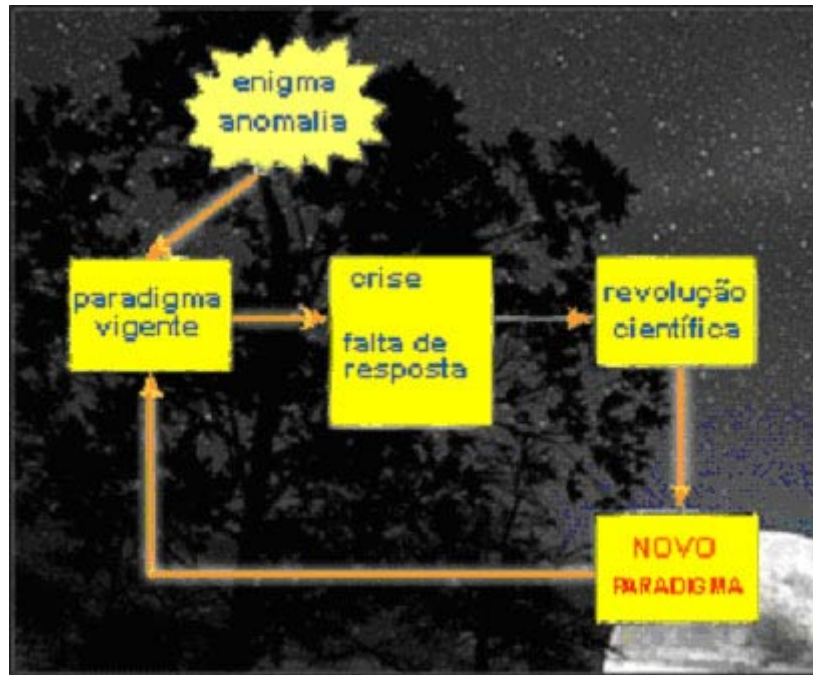 enigma
anomalia
paradigma
vigente
crise
falta de
resposta
revolução
científica
NOVO
PARADIGMA